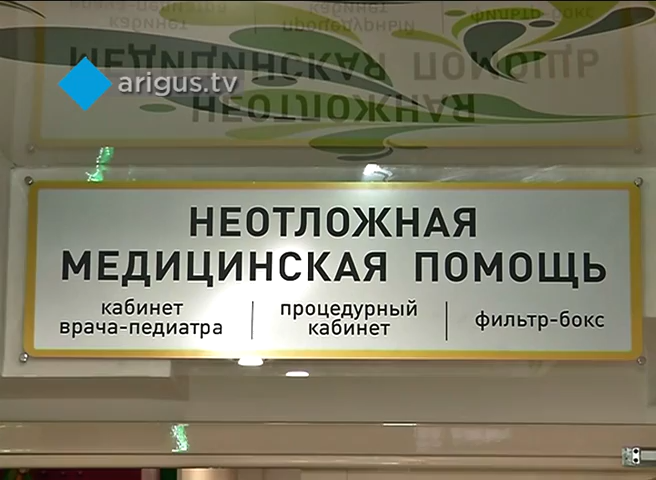 arigus.tv
НЕОТЛОЖНАЯ
МЕДИЦИНСКАЯ ПОМОЩЬ
кабинет
врача-педиатра
процедурный
кабинет
фильтр-бокс